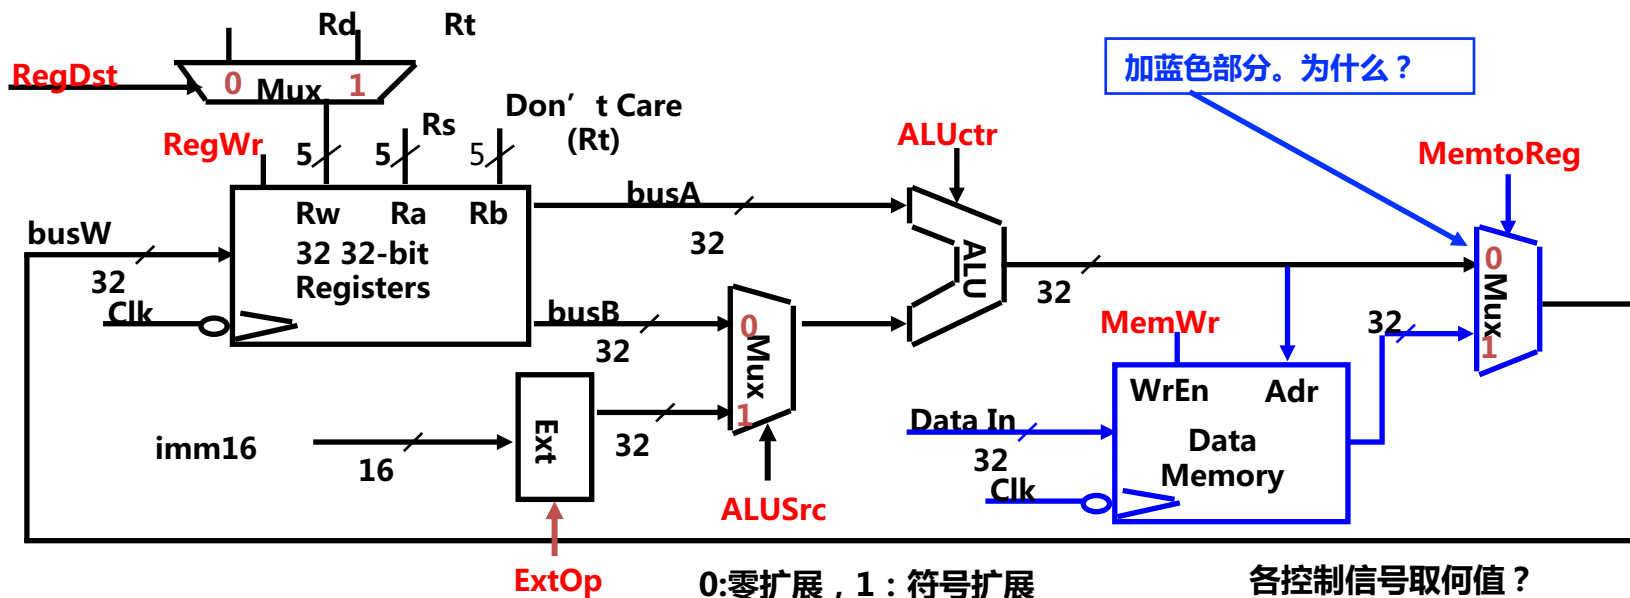 Rd Rt
RegDst
0 Mux 1
Don’t Care
(Rt)
Rs
RegWr
5 5 5
ALUctr
加蓝色部分。为什么？
MemtoReg
busW
32
Clk
Rw Ra Rb
32 32-bit
Registers
busA
32
busB
32
0
Mux
1
ALU
32
imm16
16
Ext
32
ALUSrc
ExtOp
0:零扩展，1：符号扩展
MemWr
WrEn Adr
Data In
32
Data
Memory
Clk
32
0
Mux
1
各控制信号取何值？